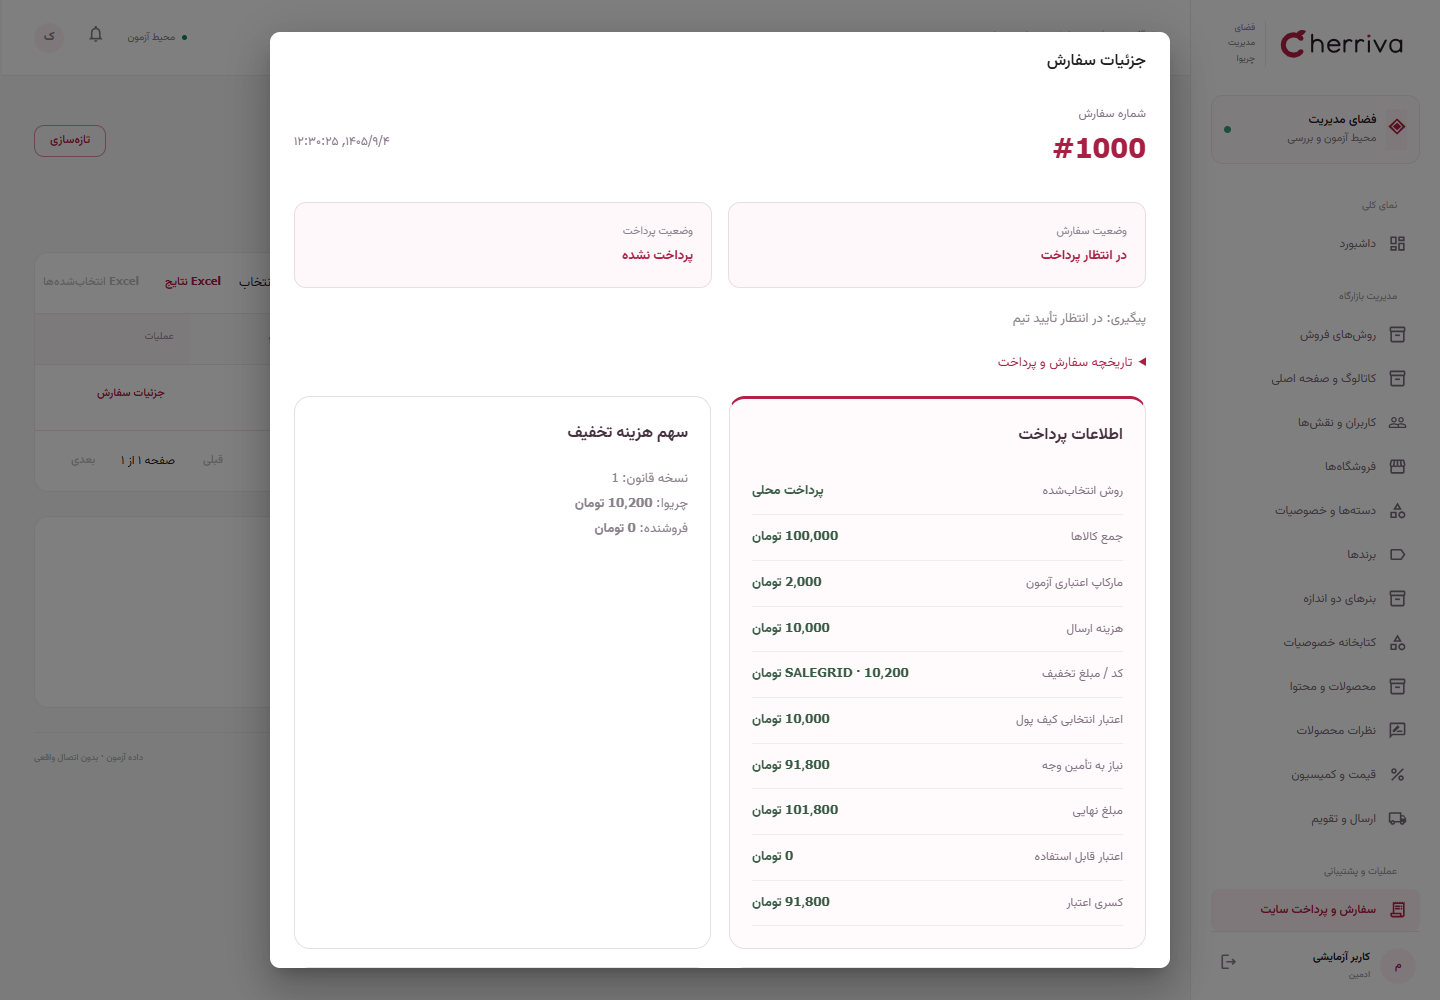 جزئیات سفارش
شماره سفارش
#1000
۱۴۰۵/۹/۴, ۱۲:۳۰:۲۵
وضعیت سفارش
در انتظار پرداخت
وضعیت پرداخت
پرداخت نشده
پیگیری: در انتظار تأیید تیم
تاریخچه سفارش و پرداخت
اطلاعات پرداخت
روش انتخاب‌شده
پرداخت محلی
جمع کالاها
100,000 تومان
مارکاپ اعتباری آزمون
2,000 تومان
هزینه ارسال
10,000 تومان
کد / مبلغ تخفیف
SALEGRID · 10,200 تومان
اعتبار انتخابی کیف پول
10,000 تومان
نیاز به تأمین وجه
91,800 تومان
مبلغ نهایی
101,800 تومان
اعتبار قابل استفاده
0 تومان
کسری اعتبار
91,800 تومان
سهم هزینه تخفیف
نسخه قانون: 1
چریوا: 10,200 تومان
فروشنده: 0 تومان
Cherriva
فضای
مدیریت
چریوا
فضای مدیریت
محیط آزمون و بررسی
نمای کلی
داشبورد
مدیریت بازارگاه
روش‌های فروش
کاتالوگ و صفحه اصلی
کاربران و نقش‌ها
فروشگاه‌ها
دسته‌ها و خصوصیات
برندها
بنرهای دو اندازه
کتابخانه خصوصیات
محصولات و محتوا
نظرات محصولات
قیمت و کمیسیون
ارسال و تقویم
عملیات و پشتیبانی
سفارش و پرداخت سایت
م
کاربر آزمایشی
ادمین
محیط آزمون
ک
تازه‌سازی
Excel نتایج
Excel انتخاب‌شده‌ها
عملیات
جزئیات سفارش
قبلی
صفحه ۱ از ۱
بعدی
داده آزمون · بدون اتصال واقعی